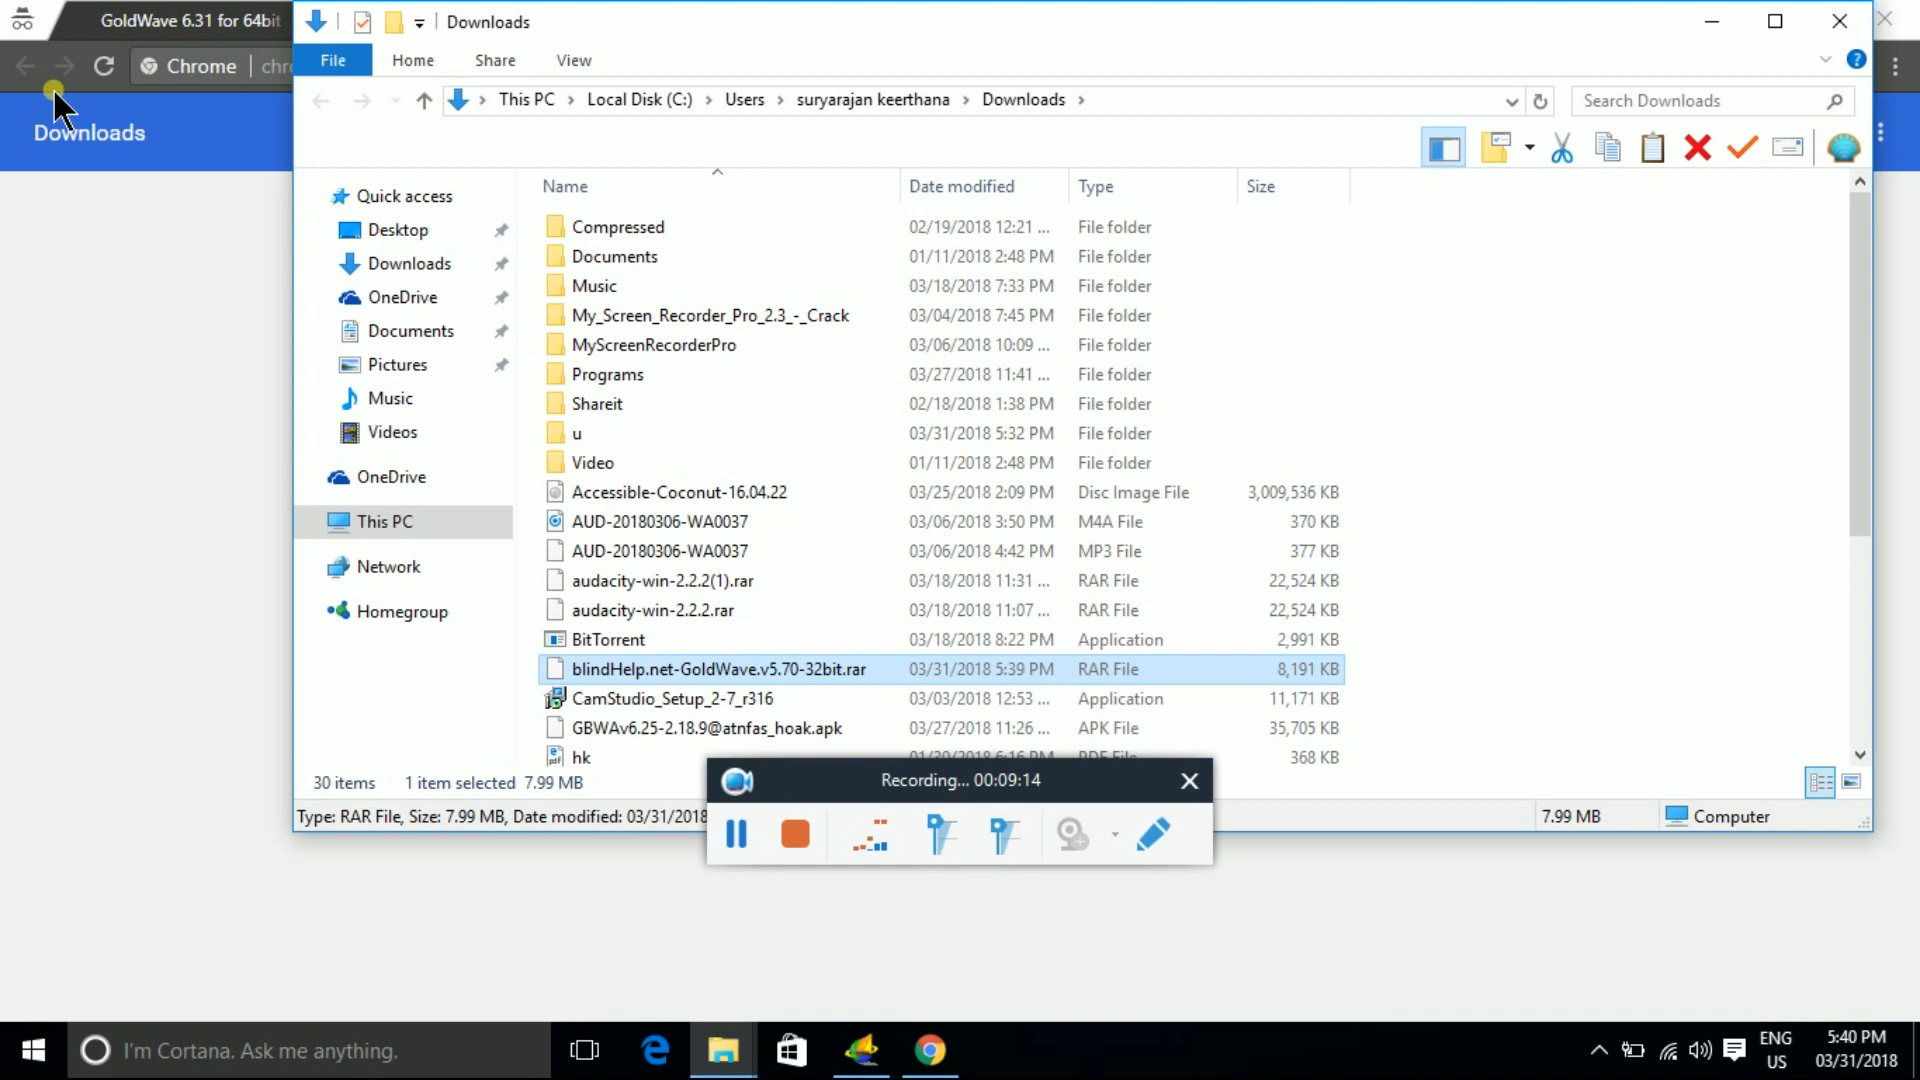 GoldWave 6.31 for 64bit
Downloads
File
Home
Share
View
Chrome
chr
This PC
Local Disk (C:)
Users
suryarajan keerthana
Downloads
Search Downloads
Downloads
Name
Date modified
Type
Size
Quick access
Desktop
Downloads
OneDrive
Documents
Pictures
Music
Videos
OneDrive
This PC
Network
Homegroup
Compressed 02/19/2018 12:21 ... File folder
Documents 01/11/2018 2:48 PM File folder
Music 03/18/2018 7:33 PM File folder
My_Screen_Recorder_Pro_2.3_-_Crack 03/04/2018 7:45 PM File folder
MyScreenRecorderPro 03/06/2018 10:09 ... File folder
Programs 03/27/2018 11:41 ... File folder
Shareit 02/18/2018 1:38 PM File folder
u 03/31/2018 5:32 PM File folder
Video 01/11/2018 2:48 PM File folder
Accessible-Coconut-16.04.22 03/25/2018 2:09 PM Disc Image File 3,009,536 KB
AUD-20180306-WA0037 03/06/2018 3:50 PM M4A File 370 KB
AUD-20180306-WA0037 03/06/2018 4:42 PM MP3 File 377 KB
audacity-win-2.2.2(1).rar 03/18/2018 11:31 ... RAR File 22,524 KB
audacity-win-2.2.2.rar 03/18/2018 11:07 ... RAR File 22,524 KB
BitTorrent 03/18/2018 8:22 PM Application 2,991 KB
blindHelp.net-GoldWave.v5.70-32bit.rar 03/31/2018 5:39 PM RAR File 8,191 KB
CamStudio_Setup_2-7_r316 03/03/2018 12:53 ... Application 11,171 KB
GBWAv6.25-2.18.9@atnfas_hoak.apk 03/27/2018 11:26 ... APK File 35,705 KB
hk 01/30/2018 6:16 PM PDF File 368 KB
30 items 1 item selected 7.99 MB
Recording... 00:09:14
Type: RAR File, Size: 7.99 MB, Date modified: 03/31/2018
7.99 MB
Computer
I'm Cortana. Ask me anything.
ENG
US
5:40 PM
03/31/2018